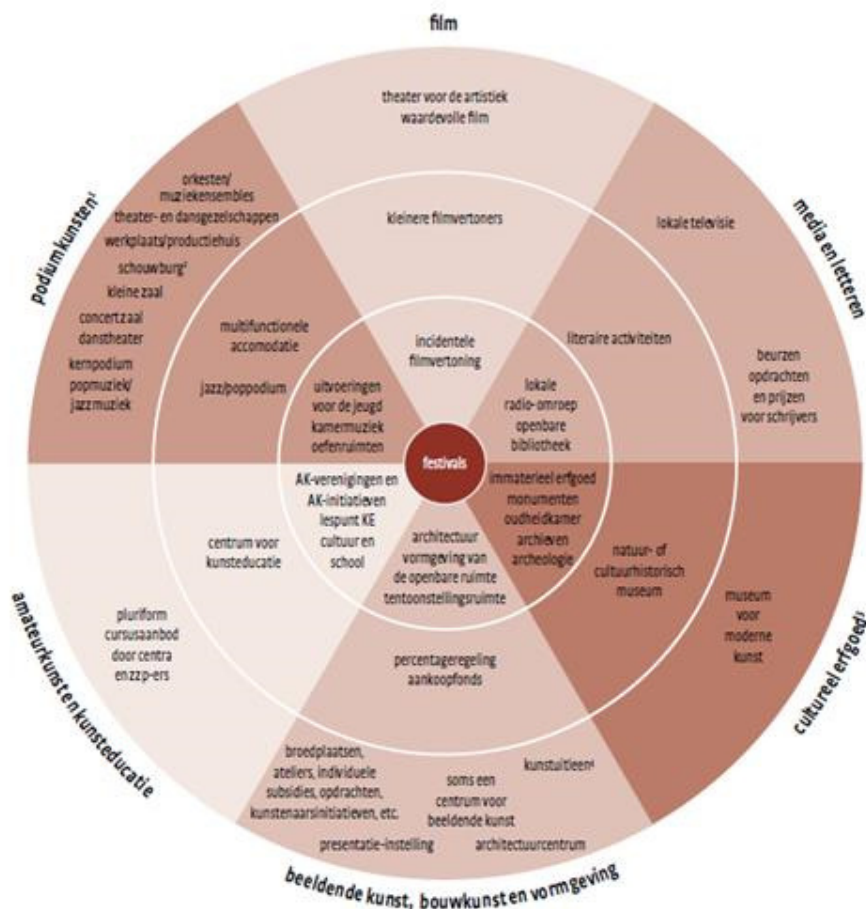 film
theater voor de artistiek
waardevolle film
kleinere filmvertoners
incidentele
filmvertoning
media en letteren
lokale televisie
literaire activiteiten
beurzen
opdrachten
en prijzen
voor schrijvers
lokale
radio-omroep
openbare
bibliotheek
cultureel erfgoed³
immaterieel erfgoed
monumenten
oudheidkamer
archieven
archeologie
natuur- of
cultuurhistorisch
museum
museum
voor
moderne
kunst
beeldende kunst, bouwkunst en vormgeving
architectuur
vormgeving van
de openbare ruimte
tentoonstellingsruimte
percentageregeling
aankoopfonds
broedplaatsen,
ateliers, individuele
subsidies, opdrachten,
kunstenaarsinitiatieven, etc.
presentatie-instelling
soms een
centrum voor
beeldende kunst
kunstuitleen⁴
architectuurcentrum
amateurkunst en kunsteducatie
AK-verenigingen en
AK-initiatieven
lespunt KE
cultuur en
school
centrum voor
kunsteducatie
pluriform
cursusaanbod
door centra
en zzp-ers
podiumkunsten¹
orkesten/
muziekensembles
theater- en dansgezelschappen
werkplaats/productiehuis
schouwburg²
kleine zaal
concertzaal
danstheater
kernpodium
popmuziek/
jazzmuziek
multifunctionele
accomodatie
jazz/poppodium
uitvoeringen
voor de jeugd
kamermuziek
oefenruimten
festivals